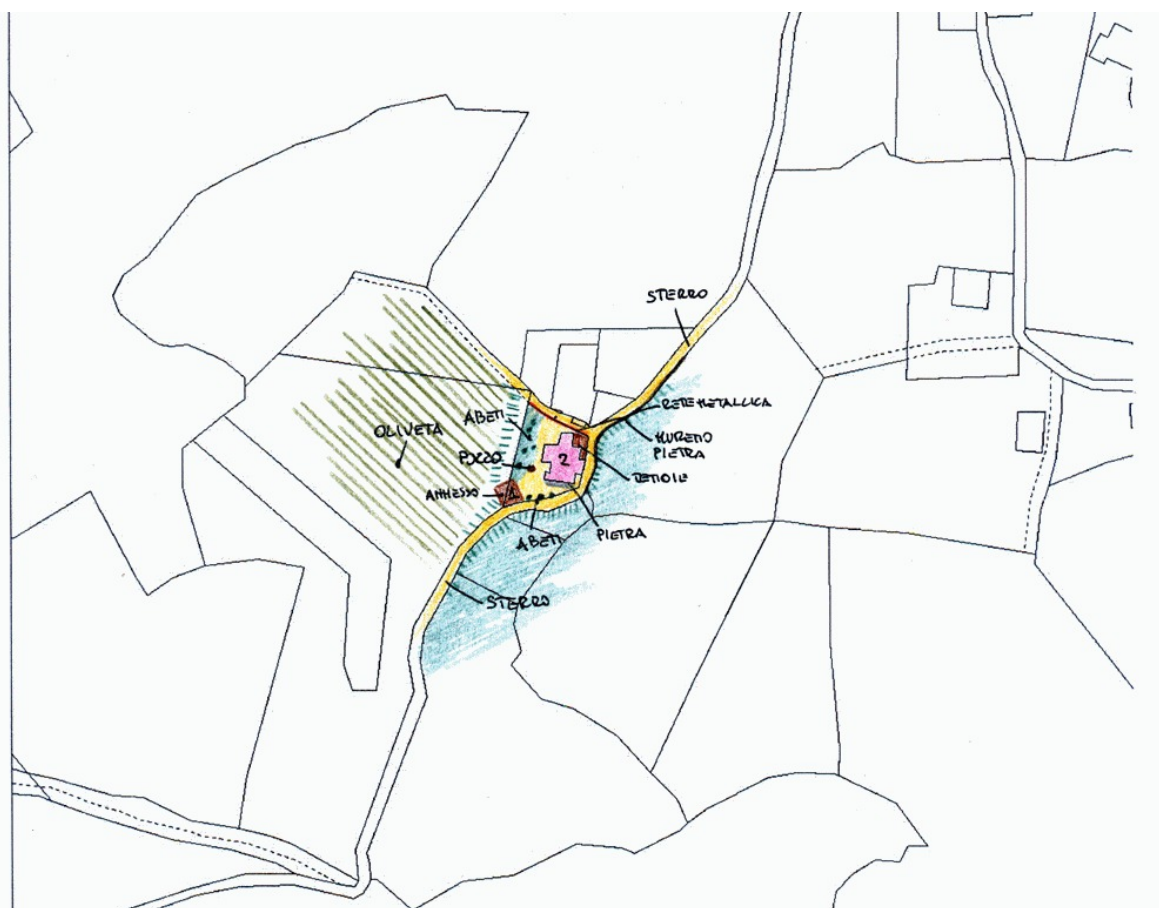 STERRO
RETE METALLICA
MURETTO
PIETRA
ABETI
OLIVETA
POZZO
2
TETTOIE
ANNESSO
1
ABETI
PIETRA
STERRO